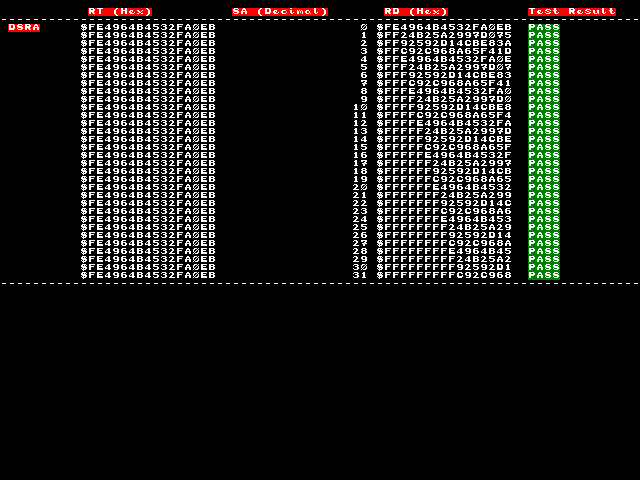 RT (Hex) SA (Decimal) RD (Hex) Test Result
DSRA $FE4964B4532FA0EB 0 $FE4964B4532FA0EB PASS
$FE4964B4532FA0EB 1 $FF24B25A2997D075 PASS
$FE4964B4532FA0EB 2 $FF92592D14CBE83A PASS
$FE4964B4532FA0EB 3 $FFC92C968A65F41D PASS
$FE4964B4532FA0EB 4 $FFE4964B4532FA0E PASS
$FE4964B4532FA0EB 5 $FFF24B25A2997D07 PASS
$FE4964B4532FA0EB 6 $FFF92592D14CBE83 PASS
$FE4964B4532FA0EB 7 $FFFC92C968A65F41 PASS
$FE4964B4532FA0EB 8 $FFFE4964B4532FA0 PASS
$FE4964B4532FA0EB 9 $FFFF24B25A2997D0 PASS
$FE4964B4532FA0EB 10 $FFFF92592D14CBE8 PASS
$FE4964B4532FA0EB 11 $FFFFC92C968A65F4 PASS
$FE4964B4532FA0EB 12 $FFFFE4964B4532FA PASS
$FE4964B4532FA0EB 13 $FFFFF24B25A2997D PASS
$FE4964B4532FA0EB 14 $FFFFF92592D14CBE PASS
$FE4964B4532FA0EB 15 $FFFFFC92C968A65F PASS
$FE4964B4532FA0EB 16 $FFFFFE4964B4532F PASS
$FE4964B4532FA0EB 17 $FFFFFF24B25A2997 PASS
$FE4964B4532FA0EB 18 $FFFFFF92592D14CB PASS
$FE4964B4532FA0EB 19 $FFFFFFC92C968A65 PASS
$FE4964B4532FA0EB 20 $FFFFFFE4964B4532 PASS
$FE4964B4532FA0EB 21 $FFFFFFF24B25A299 PASS
$FE4964B4532FA0EB 22 $FFFFFFF92592D14C PASS
$FE4964B4532FA0EB 23 $FFFFFFFC92C968A6 PASS
$FE4964B4532FA0EB 24 $FFFFFFFE4964B453 PASS
$FE4964B4532FA0EB 25 $FFFFFFFF24B25A29 PASS
$FE4964B4532FA0EB 26 $FFFFFFFF92592D14 PASS
$FE4964B4532FA0EB 27 $FFFFFFFFC92C968A PASS
$FE4964B4532FA0EB 28 $FFFFFFFFE4964B45 PASS
$FE4964B4532FA0EB 29 $FFFFFFFFF24B25A2 PASS
$FE4964B4532FA0EB 30 $FFFFFFFFF92592D1 PASS
$FE4964B4532FA0EB 31 $FFFFFFFFFC92C968 PASS